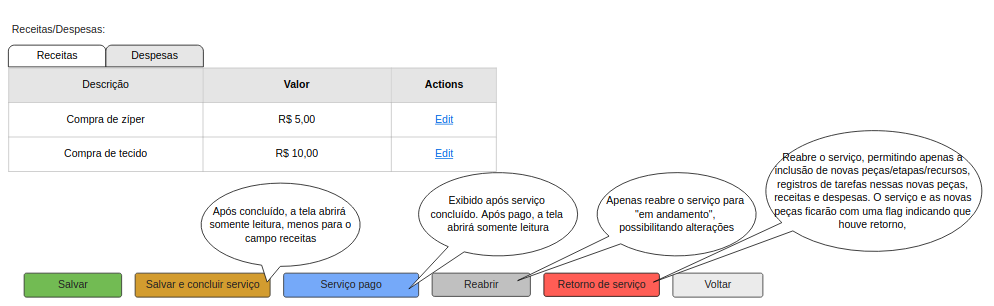 Receitas/Despesas:
Receitas Despesas
Descrição Valor Actions
Compra de zíper R$ 5,00 Edit
Compra de tecido R$ 10,00 Edit
Após concluído, a tela abrirá
somente leitura, menos para o
campo receitas
Exibido após serviço
concluído. Após pago, a tela
abrirá somente leitura
Apenas reabre o serviço para
"em andamento",
possibilitando alterações
Reabre o serviço, permitindo apenas a
inclusão de novas peças/etapas/recursos,
registros de tarefas nessas novas peças,
receitas e despesas. O serviço e as novas
peças ficarão com uma flag indicando que
houve retorno,
Salvar Salvar e concluir serviço Serviço pago Reabrir Retorno de serviço Voltar